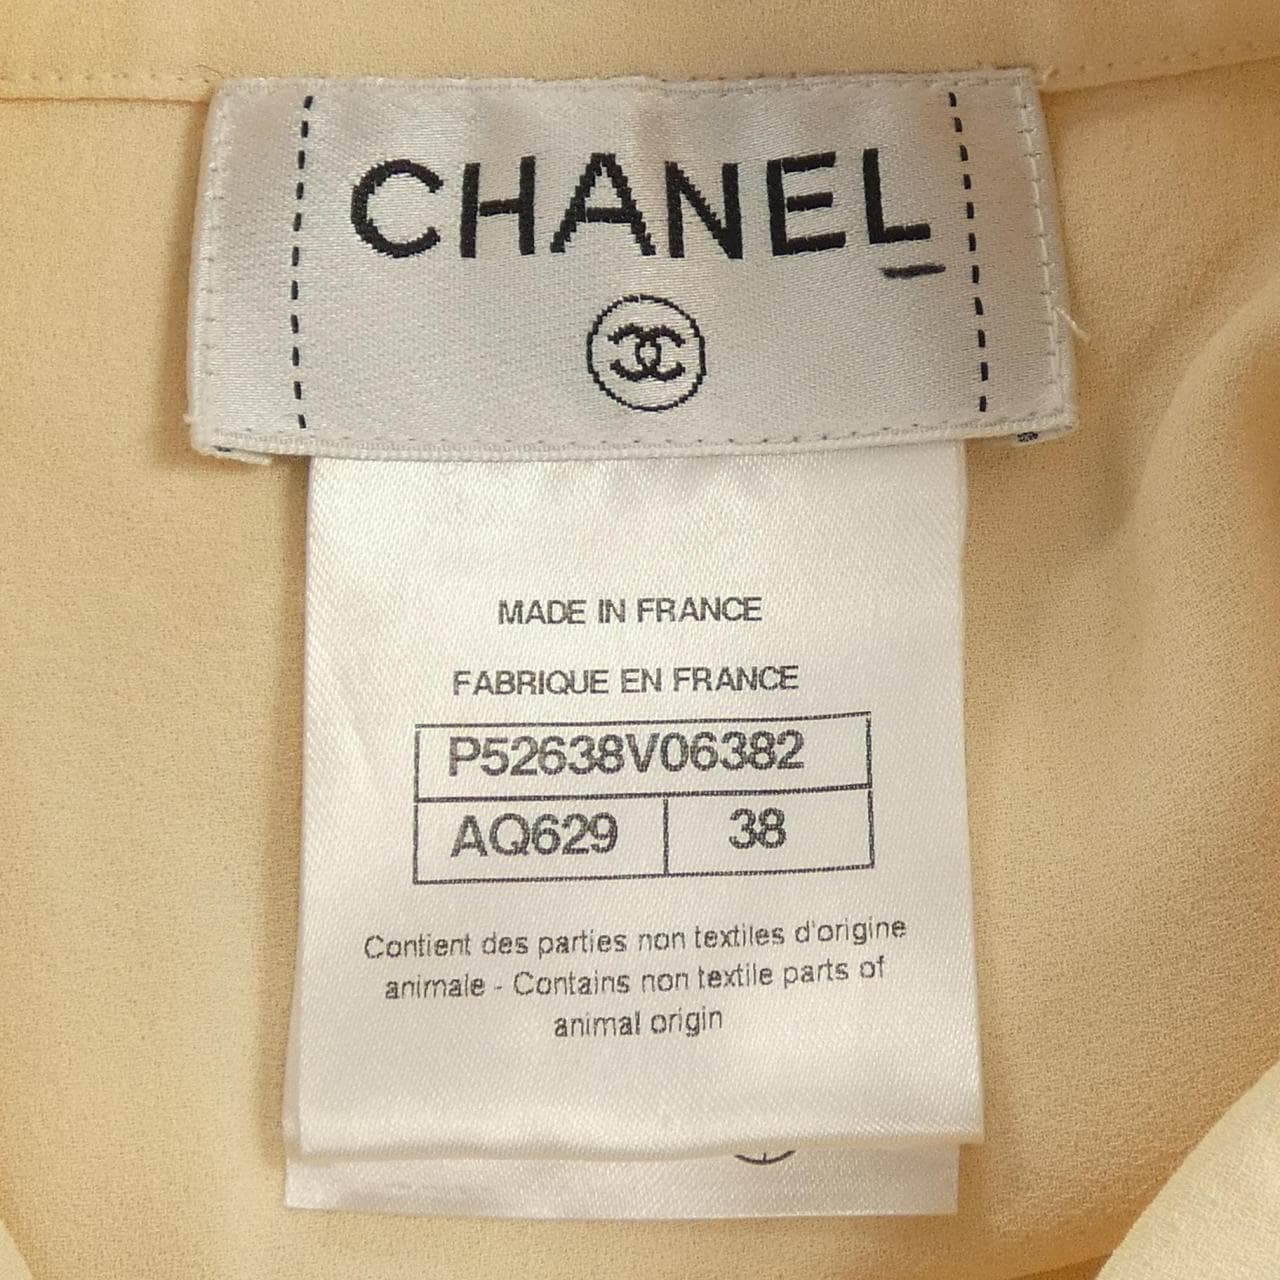 CHANEL
MADE IN FRANCE
FABRIQUE EN FRANCE
P52638V06382
AQ629 38
Contient des parties non textiles d'origine
animale - Contains non textile parts of
animal origin